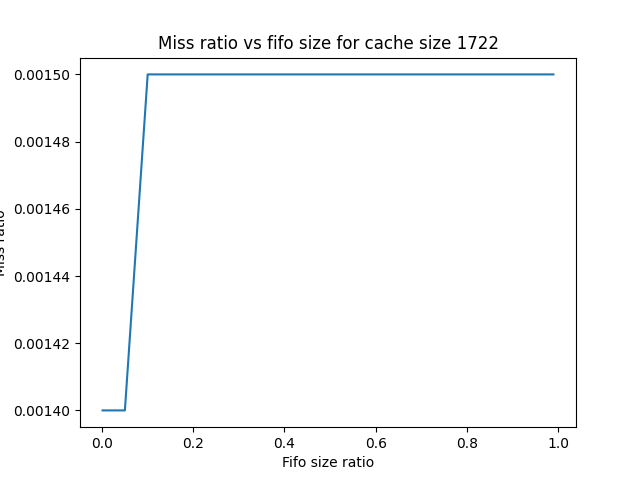 Miss ratio vs fifo size for cache size 1722
0.00150
0.00148
0.00146
0.00144
0.00142
0.00140
Miss ratio
0.0 0.2 0.4 0.6 0.8 1.0
Fifo size ratio